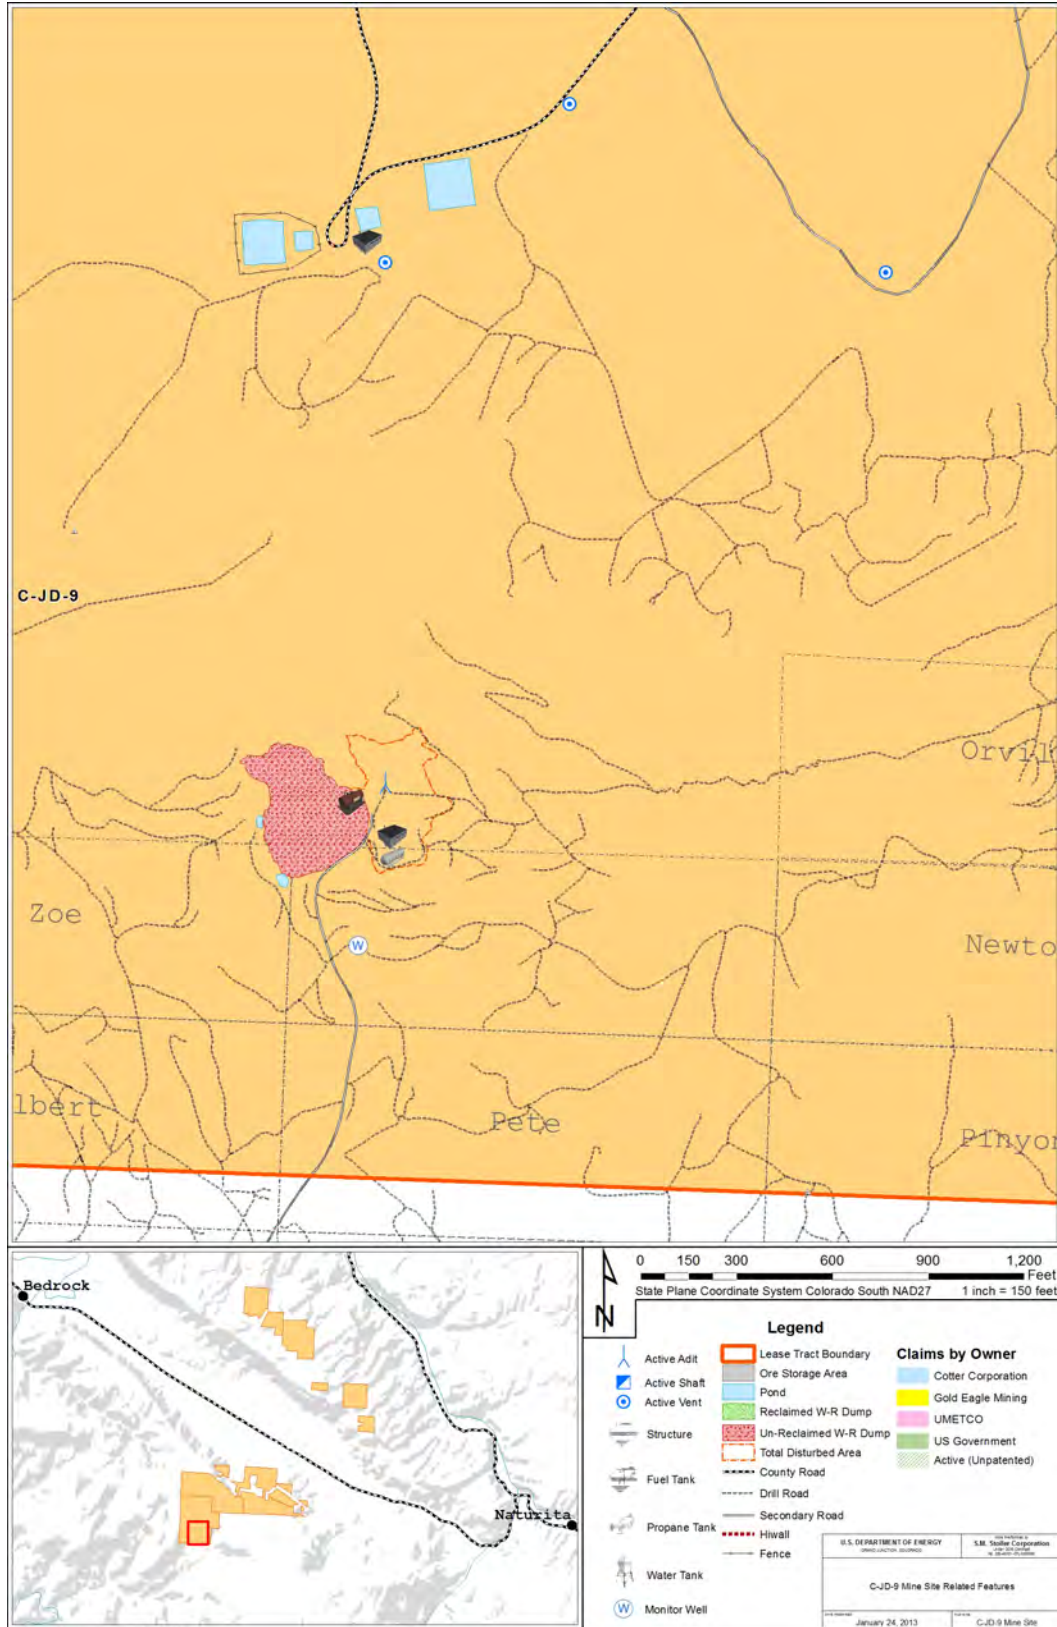 C-JD-9
Orvil
Zoe
Newto
lbert
Pete
Pinyon
Bedrock
Naturita
N
0 150 300 600 900 1,200
Feet
State Plane Coordinate System Colorado South NAD27 1 inch = 150 feet
Legend
Active Adit
Active Shaft
Active Vent
Structure
Fuel Tank
Propane Tank
Water Tank
W Monitor Well
Lease Tract Boundary
Ore Storage Area
Pond
Reclaimed W-R Dump
Un-Reclaimed W-R Dump
Total Disturbed Area
County Road
Drill Road
Secondary Road
Hiwall
Fence
Claims by Owner
Cotter Corporation
Gold Eagle Mining
UMETCO
US Government
Active (Unpatented)
U.S. DEPARTMENT OF ENERGY
GRAND JUNCTION, COLORADO
S.M. Stoller Corporation
C-JD-9 Mine Site Related Features
January 24, 2013
C-JD-9 Mine Site
W